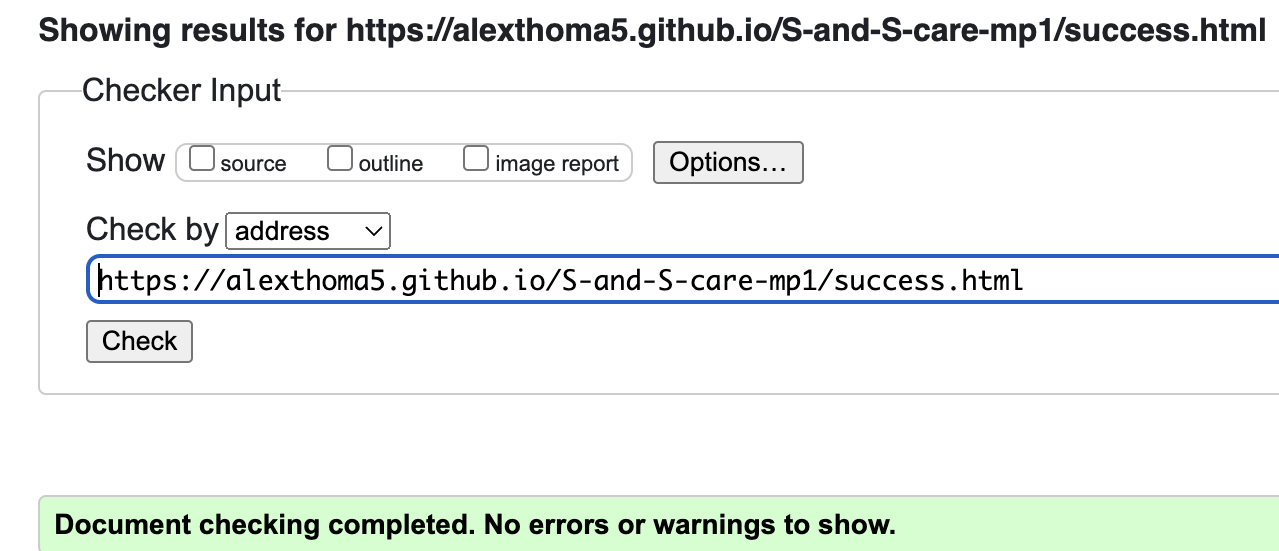 Showing results for https://alexthoma5.github.io/S-and-S-care-mp1/success.html
Checker Input
Show source outline image report Options...
Check by address
https://alexthoma5.github.io/S-and-S-care-mp1/success.html
Check
Document checking completed. No errors or warnings to show.